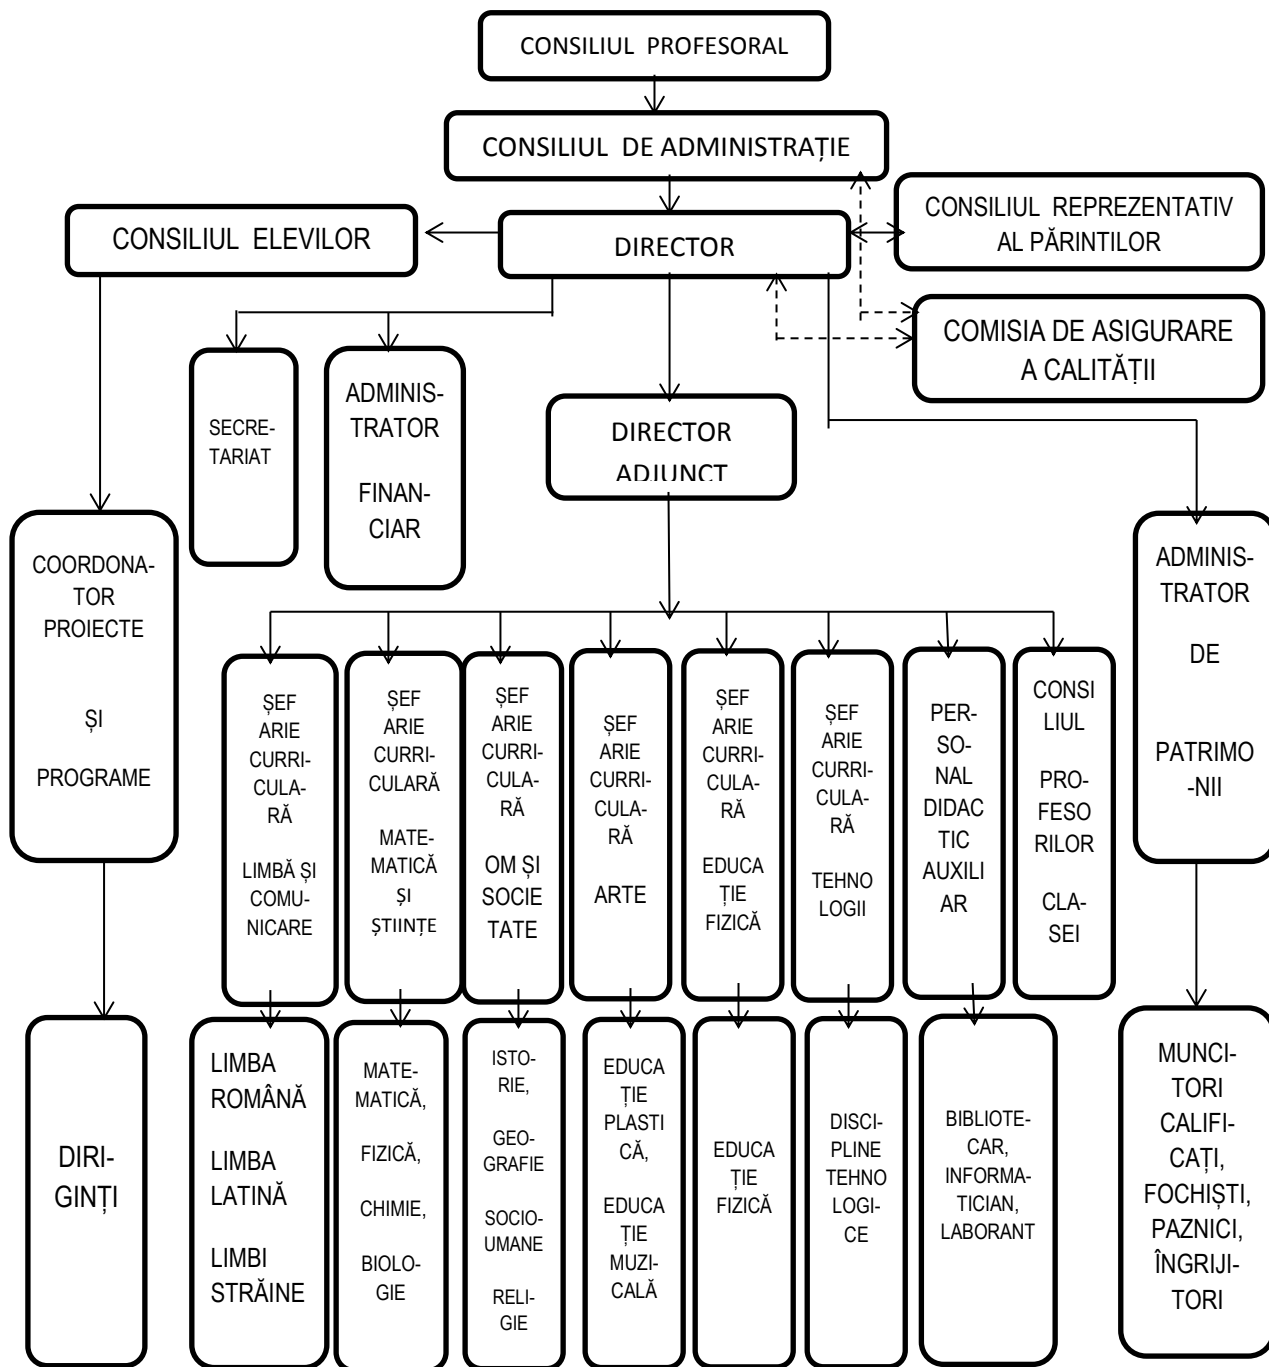 CONSILIUL PROFESORAL
CONSILIUL DE ADMINISTRAȚIE
CONSILIUL ELEVILOR
DIRECTOR
CONSILIUL REPREZENTATIV
AL PĂRINTILOR
COMISIA DE ASIGURARE
A CALITĂȚII
SECRE-
TARIAT
ADMINIS-
TRATOR
FINAN-
CIAR
DIRECTOR
ADJUNCT
COORDONA-
TOR
PROIECTE
ȘI
PROGRAME
ADMINIS-
TRATOR
DE
PATRIMO
-NII
ȘEF
ARIE
CURRI-
CULA-
RĂ
LIMBĂ ȘI
COMU-
NICARE
ȘEF
ARIE
CURRI-
CULARĂ
MATE-
MATICĂ
ȘI
ȘTIINȚE
ȘEF
ARIE
CURRI-
CULA-
RĂ
OM ȘI
SOCIE
TATE
ȘEF
ARIE
CURRI-
CULA-
RĂ
ARTE
ȘEF
ARIE
CURRI-
CULA-
RĂ
EDUCA
ȚIE
FIZICĂ
ȘEF
ARIE
CURRI-
CULA-
RĂ
TEHNO
LOGII
PER-
SO-
NAL
DIDAC
TIC
AUXILI
AR
CONSI
LIUL
PRO-
FESO
RILOR
CLA-
SEI
DIRI-
GINȚI
LIMBA
ROMÂNĂ
LIMBA
LATINĂ
LIMBI
STRĂINE
MATE-
MATICĂ,
FIZICĂ,
CHIMIE,
BIOLO-
GIE
ISTO-
RIE,
GEO-
GRAFIE
SOCIO-
UMANE
RELI-
GIE
EDUCA
ȚIE
PLASTI
CĂ,
EDUCA
ȚIE
MUZI-
CALĂ
EDUCA
ȚIE
FIZICĂ
DISCI-
PLINE
TEHNO
LOGI-
CE
BIBLIOTE-
CAR,
INFORMA-
TICIAN,
LABORANT
MUNCI-
TORI
CALIFI-
CAȚI,
FOCHIȘTI,
PAZNICI,
ÎNGRIJI-
TORI